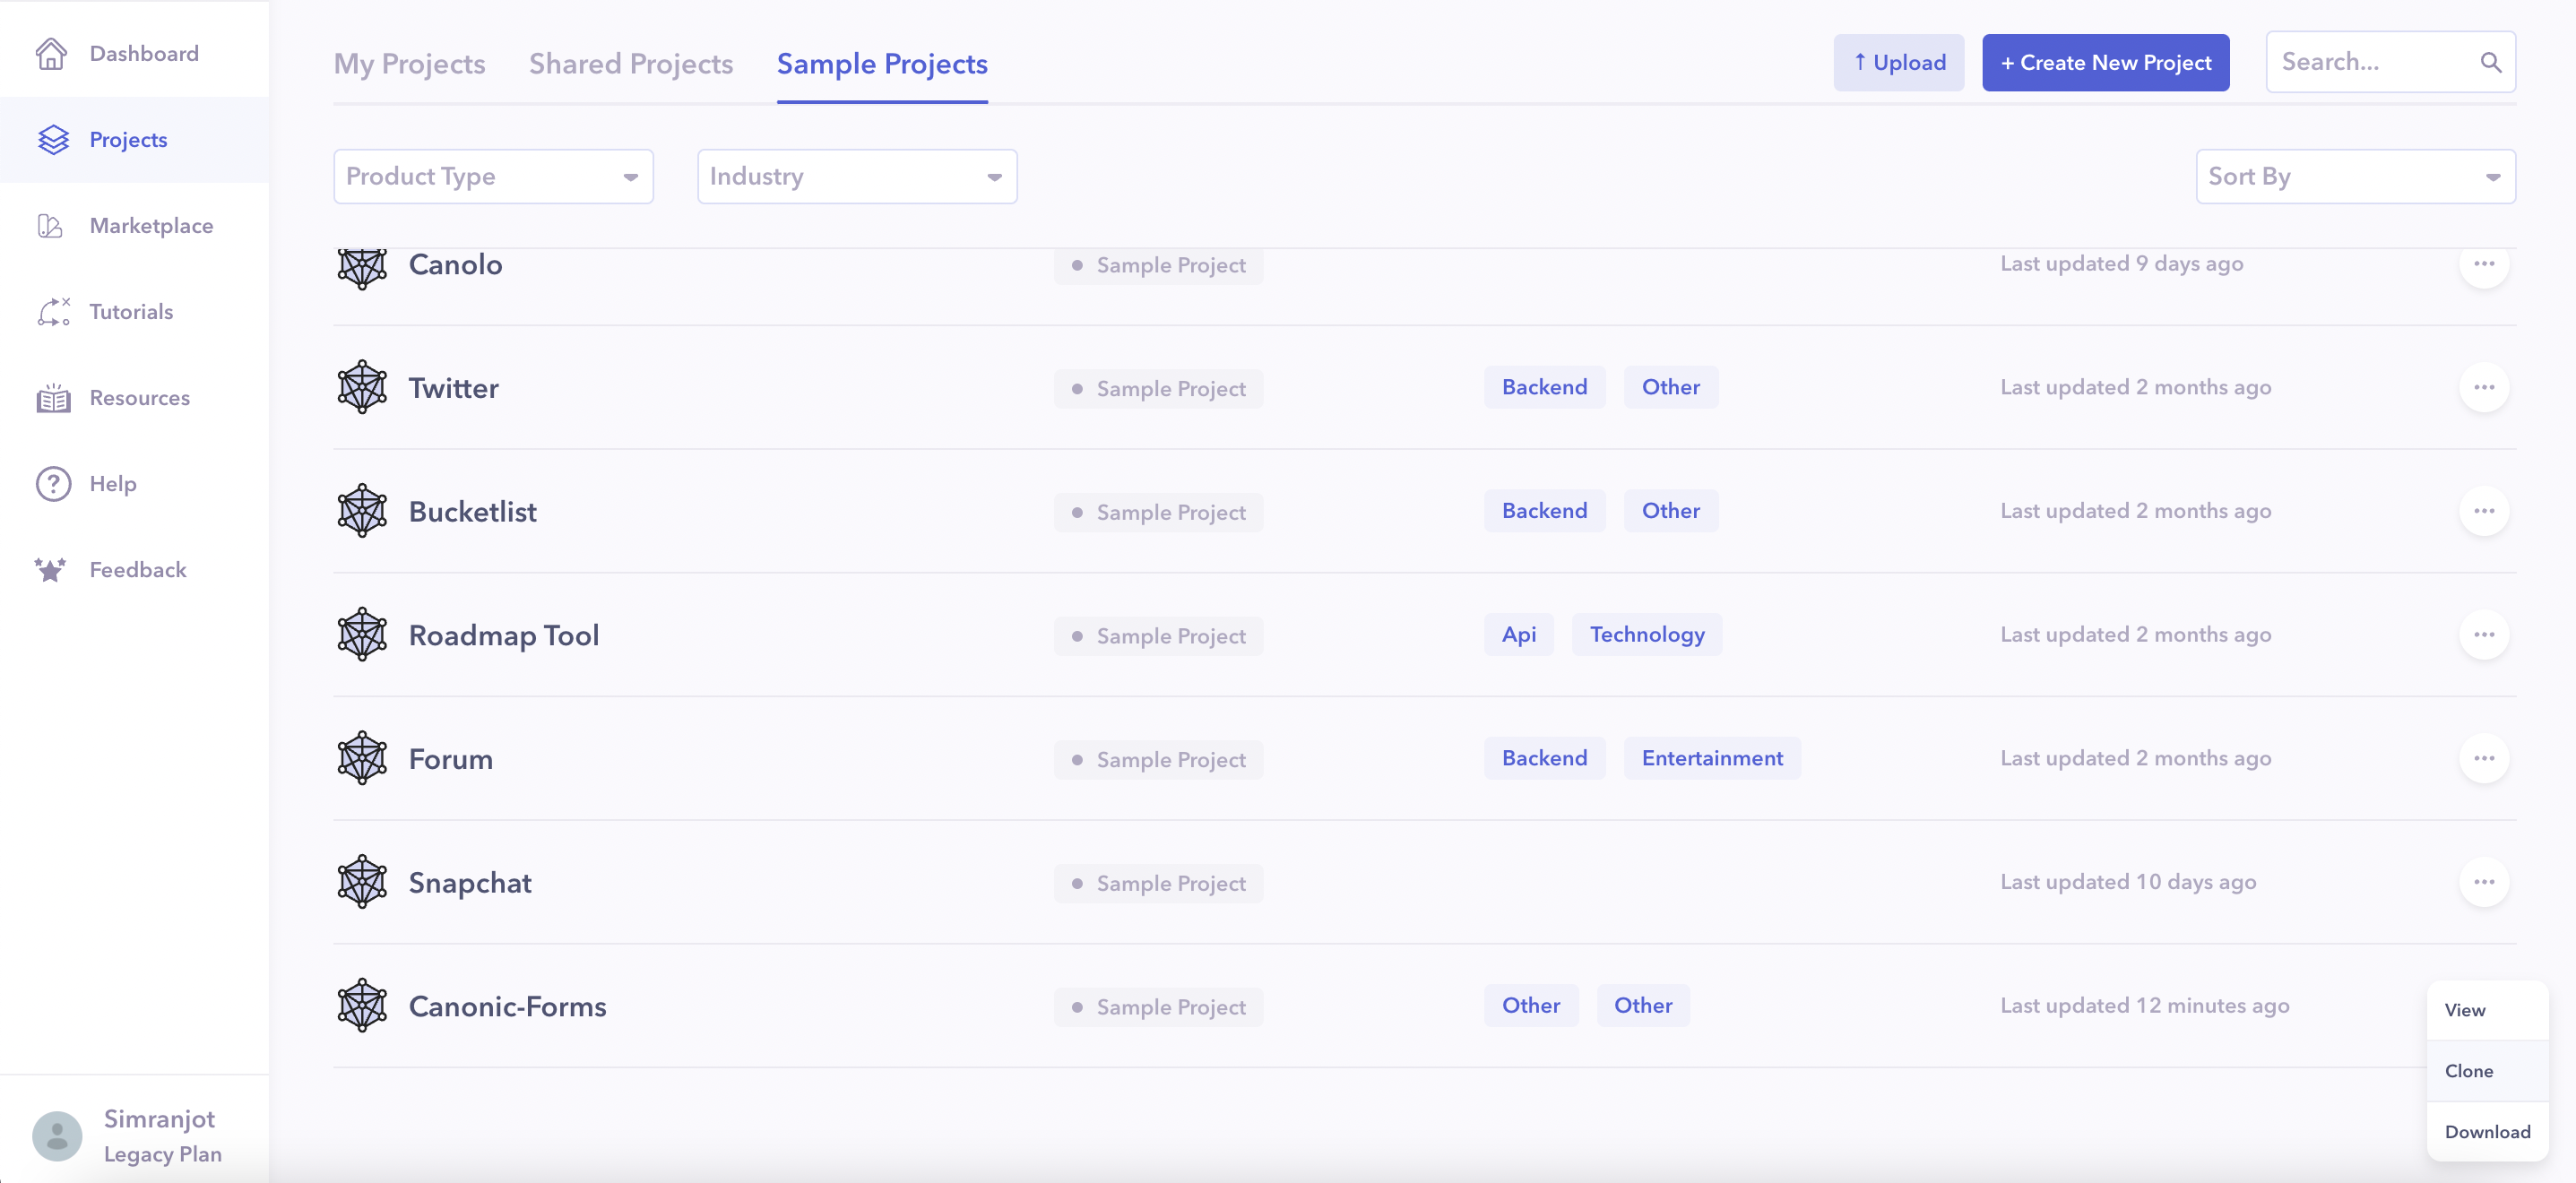 Dashboard
Projects
Marketplace
Tutorials
Resources
Help
Feedback
Simranjot
Legacy Plan
My Projects Shared Projects Sample Projects
↑ Upload + Create New Project Search...
Product Type Industry Sort By
Canolo Sample Project Last updated 9 days ago
Twitter Sample Project Backend Other Last updated 2 months ago
Bucketlist Sample Project Backend Other Last updated 2 months ago
Roadmap Tool Sample Project Api Technology Last updated 2 months ago
Forum Sample Project Backend Entertainment Last updated 2 months ago
Snapchat Sample Project Last updated 10 days ago
Canonic-Forms Sample Project Other Other Last updated 12 minutes ago
View
Clone
Download